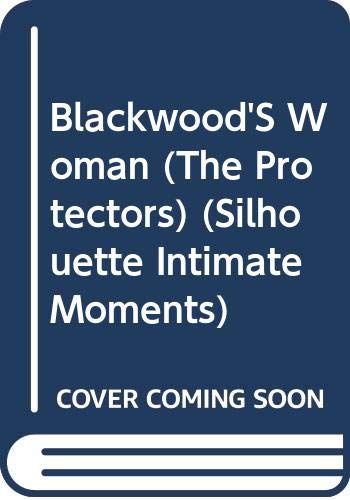 Blackwood'S W
oman (The Pro
tectors) (Silho
uette Intimate
Moments)
COVER COMING SOON